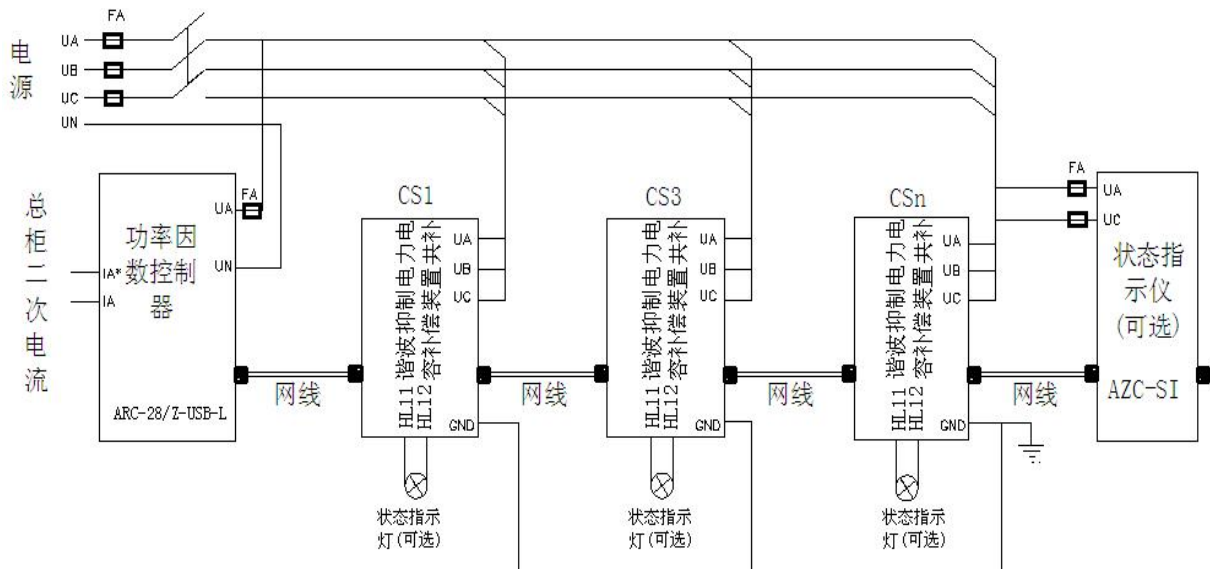 FA
电源
UA
UB
UC
UN
总柜二次电流
IA*
IA
功率因
数控制
器
UA
FA
UN
ARC-28/Z-USB-L
网线
CS1
HL11 谐波抑制电力电
HL12 容补偿装置 共补
UA
UB
UC
GND
状态指示
灯(可选)
网线
CS3
HL11 谐波抑制电力电
HL12 容补偿装置 共补
UA
UB
UC
GND
状态指示
灯(可选)
网线
CSn
HL11 谐波抑制电力电
HL12 容补偿装置 共补
UA
UB
UC
GND
状态指示
灯(可选)
网线
FA
UA
UC
状态指
示仪
(可选)
AZC-SI